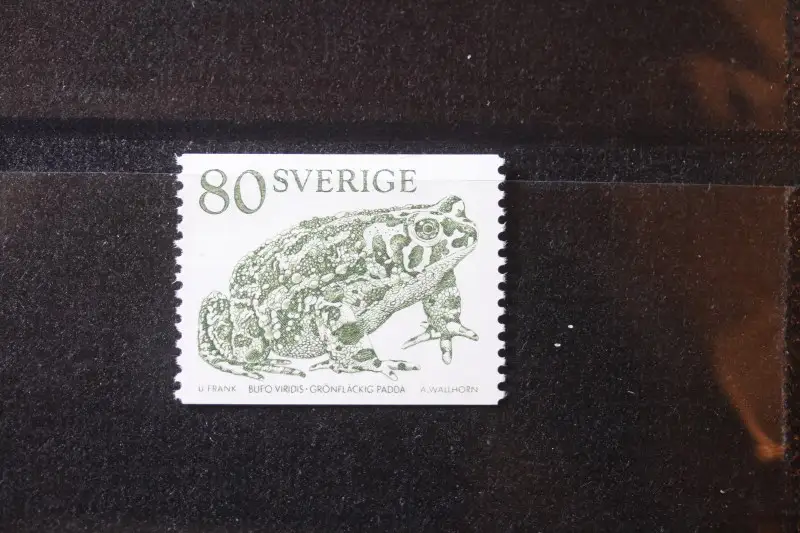 80 SVERIGE
U FRANK BUFO VIRIDIS · GRÖNFLÄCKIG PADDA A. WALLHORN